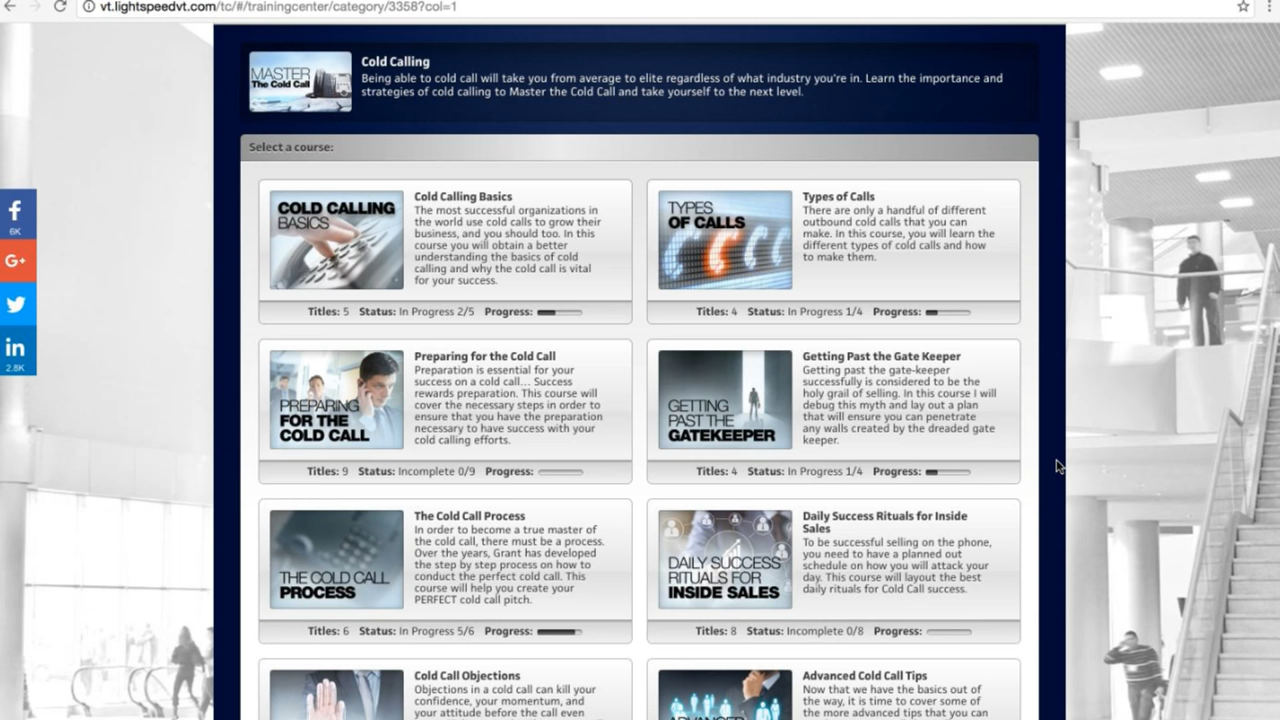 vt.lightspeedvt.com/tc/#/trainingcenter/category/3358?col=1
MASTER
The Cold Call
Cold Calling
Being able to cold call will take you from average to elite regardless of what industry you're in. Learn the importance and
strategies of cold calling to Master the Cold Call and take yourself to the next level.
Select a course:
f
6K
G+
in
2.8K
COLD CALLING
BASICS
Cold Calling Basics
The most successful organizations in
the world use cold calls to grow their
business, and you should too. In this
course you will obtain a better
understanding the basics of cold
calling and why the cold call is vital
for your success.
Titles: 5 Status: In Progress 2/5 Progress:
TYPES
OF CALLS
Types of Calls
There are only a handful of different
outbound cold calls that you can
make. In this course, you will learn the
different types of cold calls and how
to make them.
Titles: 4 Status: In Progress 1/4 Progress:
PREPARING
FOR THE
COLD CALL
Preparing for the Cold Call
Preparation is essential for your
success on a cold call... Success
rewards preparation. This course will
cover the necessary steps in order to
ensure that you have the preparation
necessary to have success with your
cold calling efforts.
Titles: 9 Status: Incomplete 0/9 Progress:
GETTING
PAST THE
GATEKEEPER
Getting Past the Gate Keeper
Getting past the gate-keeper
successfully is considered to be the
holy grail of selling. In this course I will
debug this myth and lay out a plan
that will ensure you can penetrate
any walls created by the dreaded gate
keeper.
Titles: 4 Status: In Progress 1/4 Progress:
THE COLD CALL
PROCESS
The Cold Call Process
In order to become a true master of
the cold call, there must be a process.
Over the years, Grant has developed
the step by step process on how to
conduct the perfect cold call. This
course will help you create your
PERFECT cold call pitch.
Titles: 6 Status: In Progress 5/6 Progress:
DAILY SUCCESS
RITUALS FOR
INSIDE SALES
Daily Success Rituals for Inside
Sales
To be successful selling on the phone,
you need to have a planned out
schedule on how you will attack your
day. This course will layout the best
daily rituals for Cold Call success.
Titles: 8 Status: Incomplete 0/8 Progress:
Cold Call Objections
Objections in a cold call can kill your
confidence, your momentum, and
your attitude before the call even
ADVANCED
Advanced Cold Call Tips
Now that we have the basics out of
the way, it is time to cover some of
the more advanced tips that you can